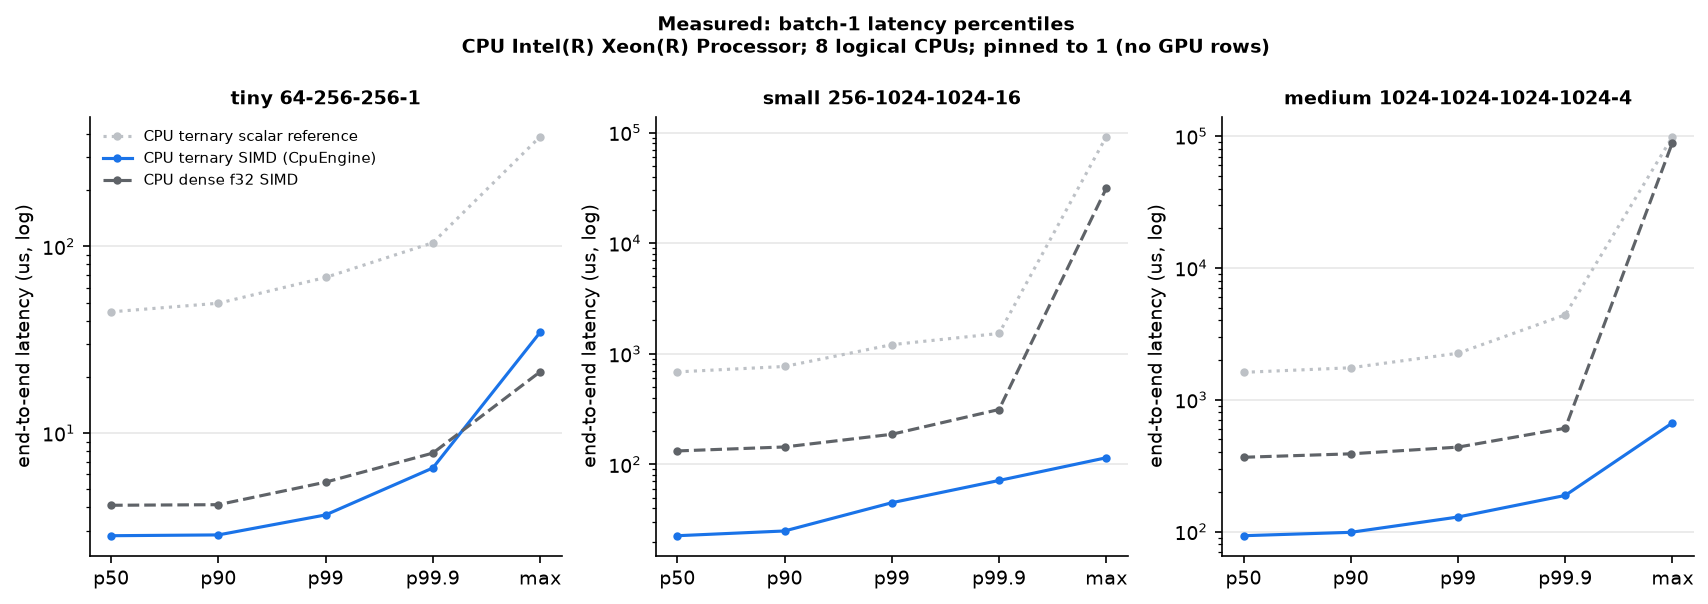 Measured: batch-1 latency percentiles
CPU Intel(R) Xeon(R) Processor; 8 logical CPUs; pinned to 1 (no GPU rows)
tiny 64-256-256-1
CPU ternary scalar reference
CPU ternary SIMD (CpuEngine)
CPU dense f32 SIMD
end-to-end latency (us, log)
10²
10¹
p50 p90 p99 p99.9 max
small 256-1024-1024-16
end-to-end latency (us, log)
10⁵
10⁴
10³
10²
p50 p90 p99 p99.9 max
medium 1024-1024-1024-1024-4
end-to-end latency (us, log)
10⁵
10⁴
10³
10²
p50 p90 p99 p99.9 max